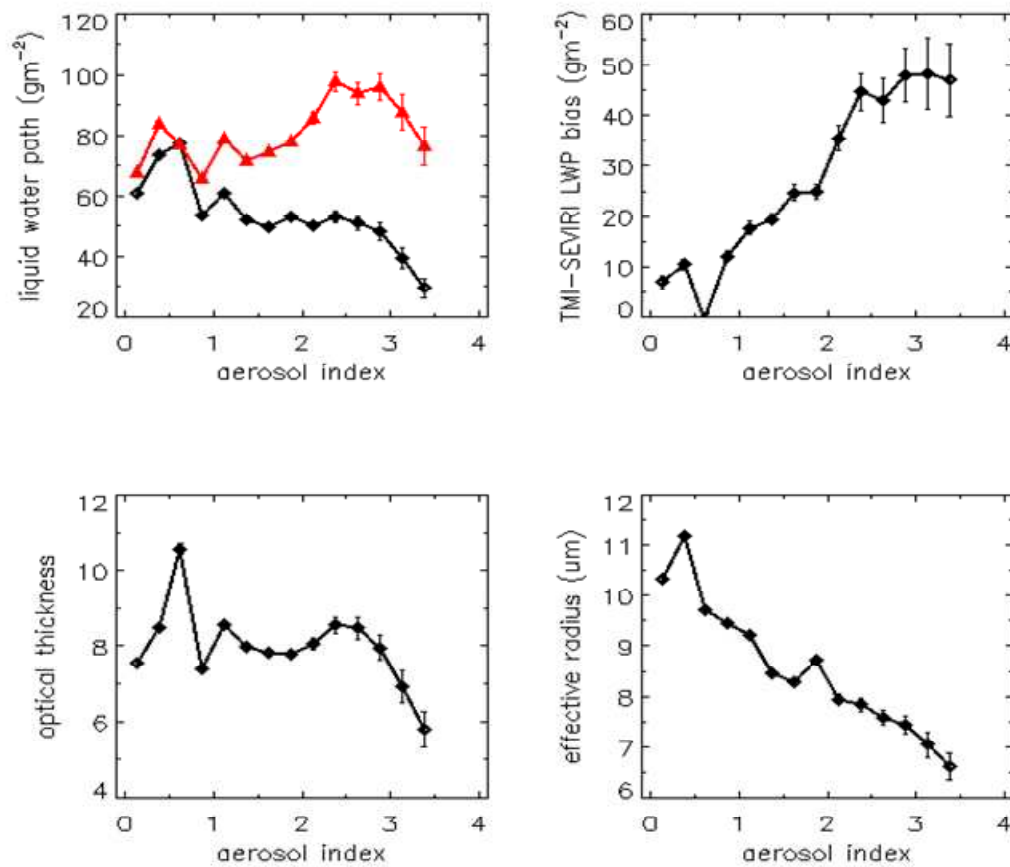 liquid water path (gm⁻²)
120
100
80
60
40
20
0 1 2 3 4
aerosol index
TMI−SEVIRI LWP bias (gm⁻²)
60
50
40
30
20
10
0
0 1 2 3 4
aerosol index
optical thickness
12
10
8
6
4
0 1 2 3 4
aerosol index
effective radius (um)
12
11
10
9
8
7
6
0 1 2 3 4
aerosol index